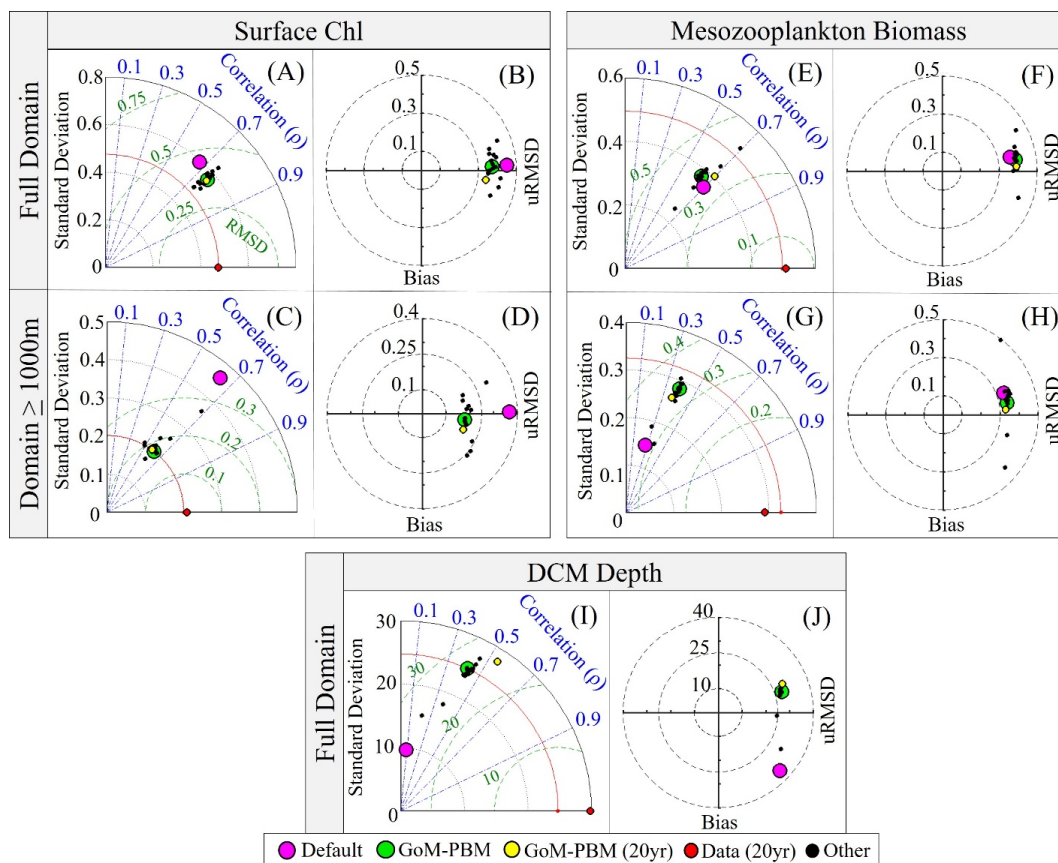 Surface Chl
Mesozooplankton Biomass
Full Domain
Domain ≥ 1000m
(A)
Standard Deviation
0.8
0.6
0.4
0.2
0
0.1
0.3
0.5
0.7
0.9
Correlation (ρ)
0.75
0.5
0.25
RMSD
(B)
0.5
0.3
0.1
uRMSD
Bias
(E)
Standard Deviation
0.6
0.4
0.2
0
0.1
0.3
0.5
0.7
0.9
Correlation (ρ)
0.5
0.3
0.1
(F)
0.5
0.3
0.1
uRMSD
Bias
(C)
Standard Deviation
0.5
0.4
0.3
0.2
0.1
0
0.1
0.3
0.5
0.7
0.9
Correlation (ρ)
0.3
0.2
0.1
(D)
0.4
0.25
0.1
uRMSD
Bias
(G)
Standard Deviation
0.4
0.3
0.2
0.1
0
0.1
0.3
0.5
0.7
0.9
Correlation (ρ)
0.4
0.3
0.2
(H)
0.5
0.3
0.1
uRMSD
Bias
DCM Depth
Full Domain
(I)
Standard Deviation
30
20
10
0
0.1
0.3
0.5
0.7
0.9
Correlation (ρ)
30
20
10
(J)
40
25
10
uRMSD
Bias
Default GoM-PBM GoM-PBM (20yr) Data (20yr) Other